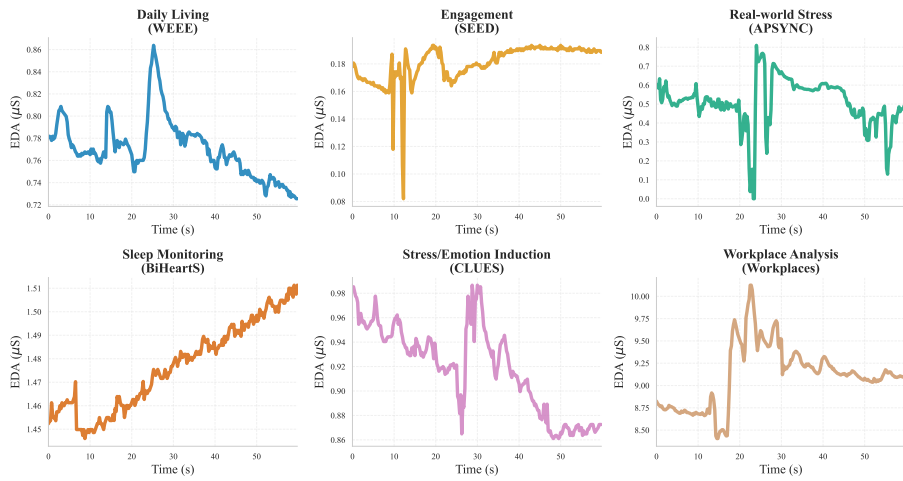 Daily Living
(WEEE)
EDA (μS)
0.86
0.84
0.82
0.80
0.78
0.76
0.74
0.72
0 10 20 30 40 50
Time (s)
Engagement
(SEED)
EDA (μS)
0.18
0.16
0.14
0.12
0.10
0.08
0 10 20 30 40 50
Time (s)
Real-world Stress
(APSYNC)
EDA (μS)
0.8
0.7
0.6
0.5
0.4
0.3
0.2
0.1
0.0
0 10 20 30 40 50
Time (s)
Sleep Monitoring
(BiHeartS)
EDA (μS)
1.51
1.50
1.49
1.48
1.47
1.46
1.45
0 10 20 30 40 50
Time (s)
Stress/Emotion Induction
(CLUES)
EDA (μS)
0.98
0.96
0.94
0.92
0.90
0.88
0.86
0 10 20 30 40 50
Time (s)
Workplace Analysis
(Workplaces)
EDA (μS)
10.00
9.75
9.50
9.25
9.00
8.75
8.50
0 10 20 30 40 50
Time (s)